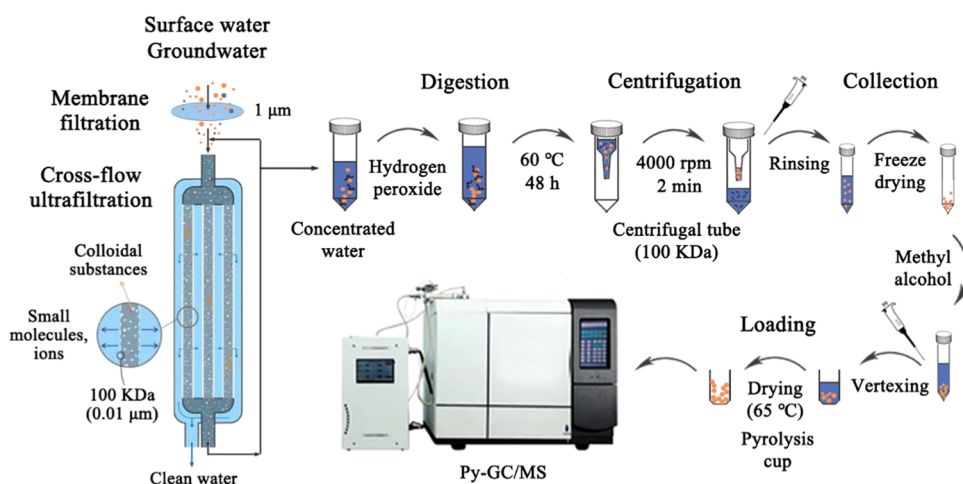 Surface water
Groundwater
Membrane
filtration
1 μm
Cross-flow
ultrafiltration
Colloidal
substances
Small
molecules,
ions
100 KDa
(0.01 μm)
Clean water
Digestion
Hydrogen
peroxide
Concentrated
water
60 ℃
48 h
Centrifugation
4000 rpm
2 min
Centrifugal tube
(100 KDa)
Collection
Rinsing
Freeze
drying
Methyl
alcohol
Vertexing
Loading
Drying
(65 ℃)
Pyrolysis
cup
Py-GC/MS